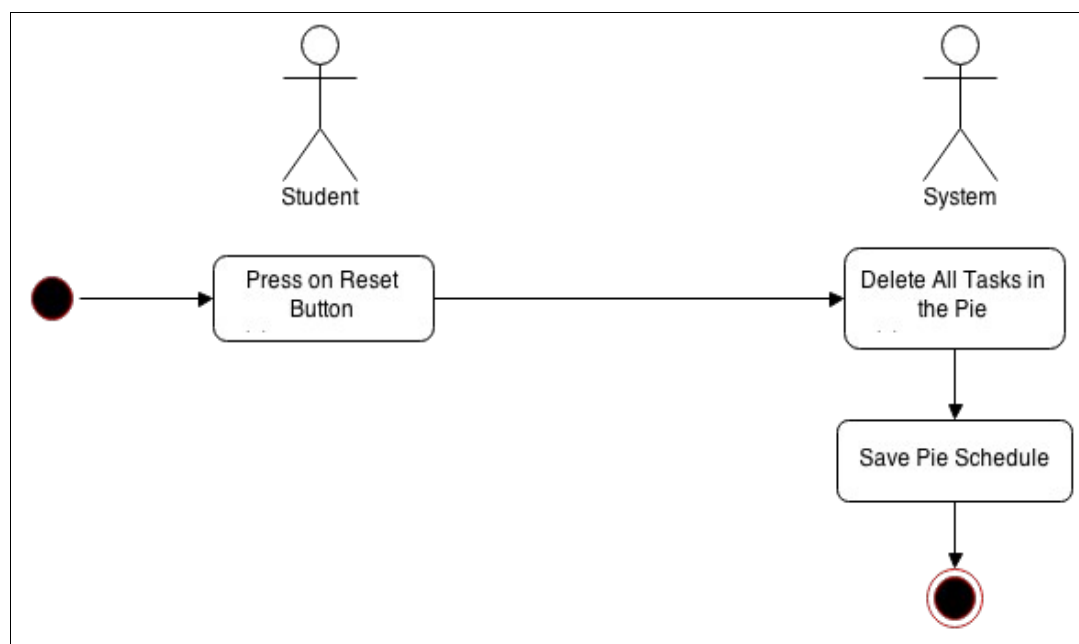 Student
System
Press on Reset
Button
Delete All Tasks in
the Pie
Save Pie Schedule